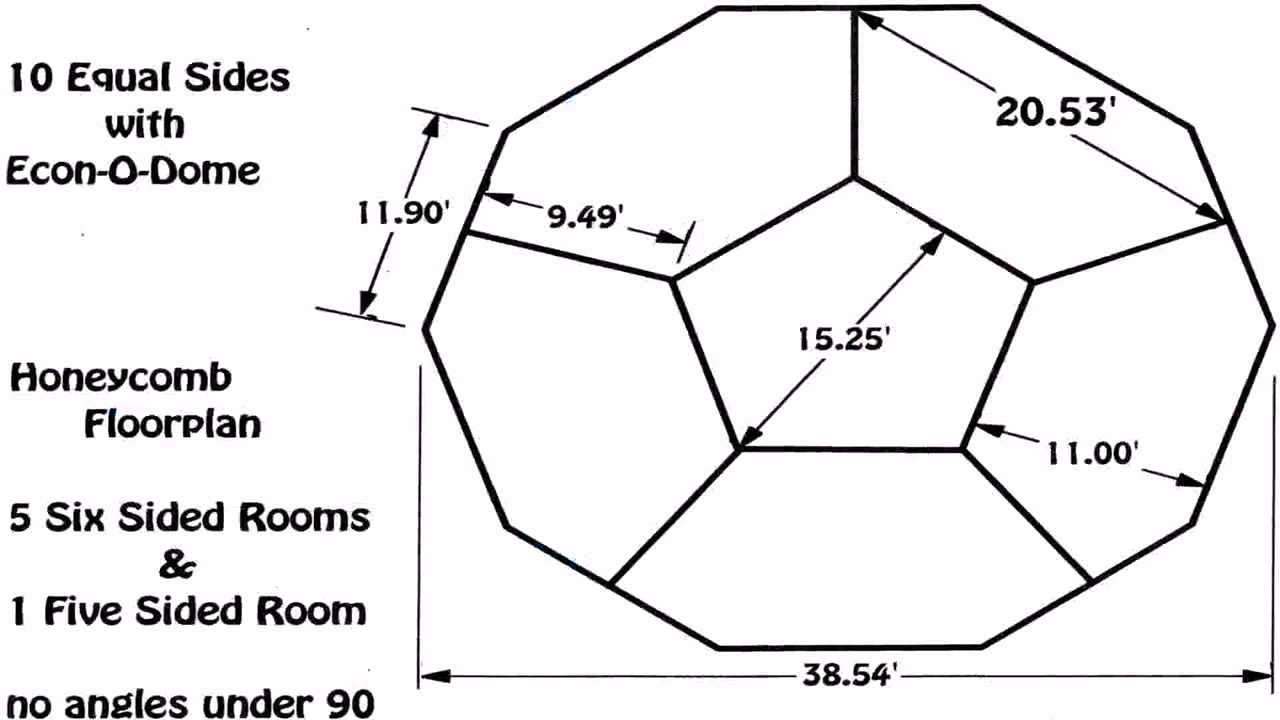 10 Equal Sides
with
Econ-O-Dome
20.53'
11.90'
9.49'
15.25'
Honeycomb
Floorplan
11.00'
5 Six Sided Rooms
&
1 Five Sided Room
38.54'
no angles under 90